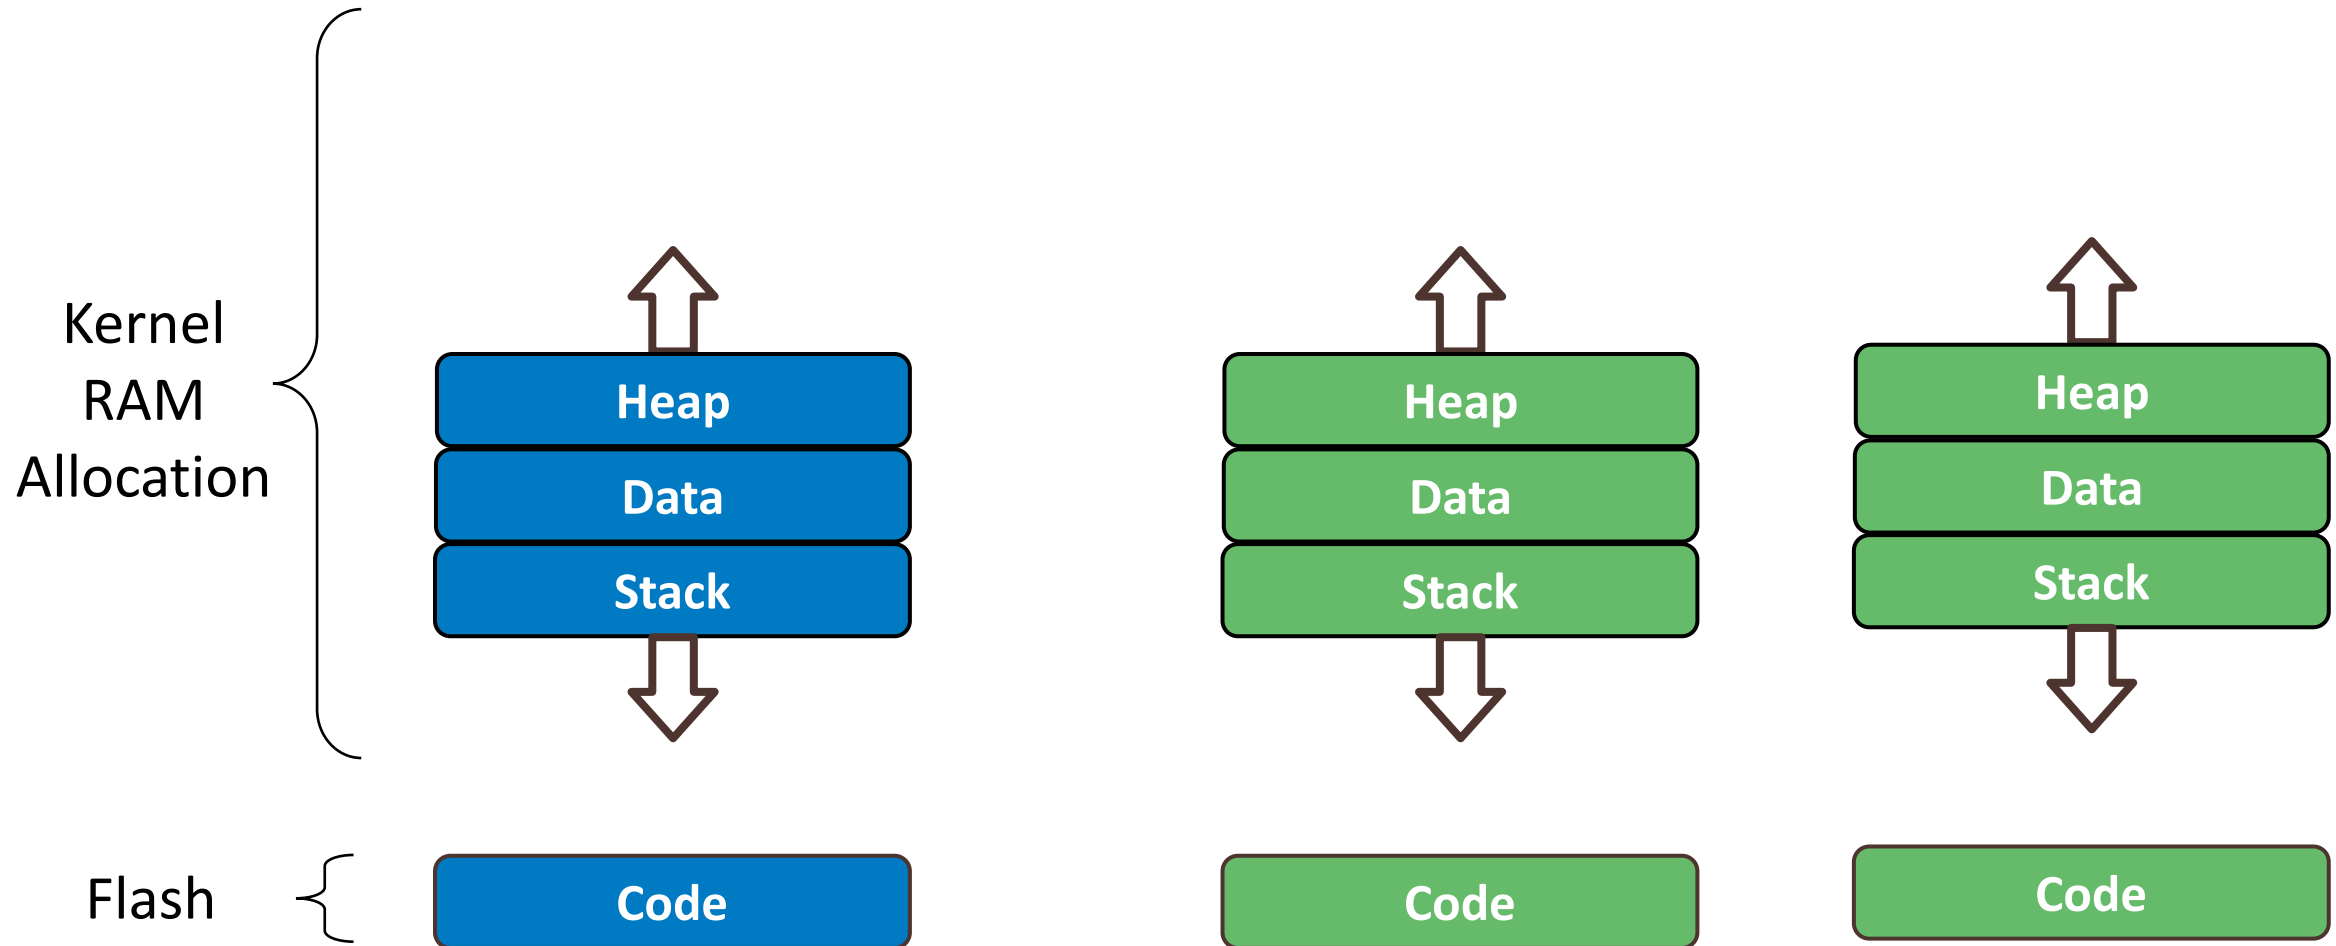 Kernel
RAM
Allocation
Heap
Data
Stack
Heap
Data
Stack
Heap
Data
Stack
Flash
Code
Code
Code